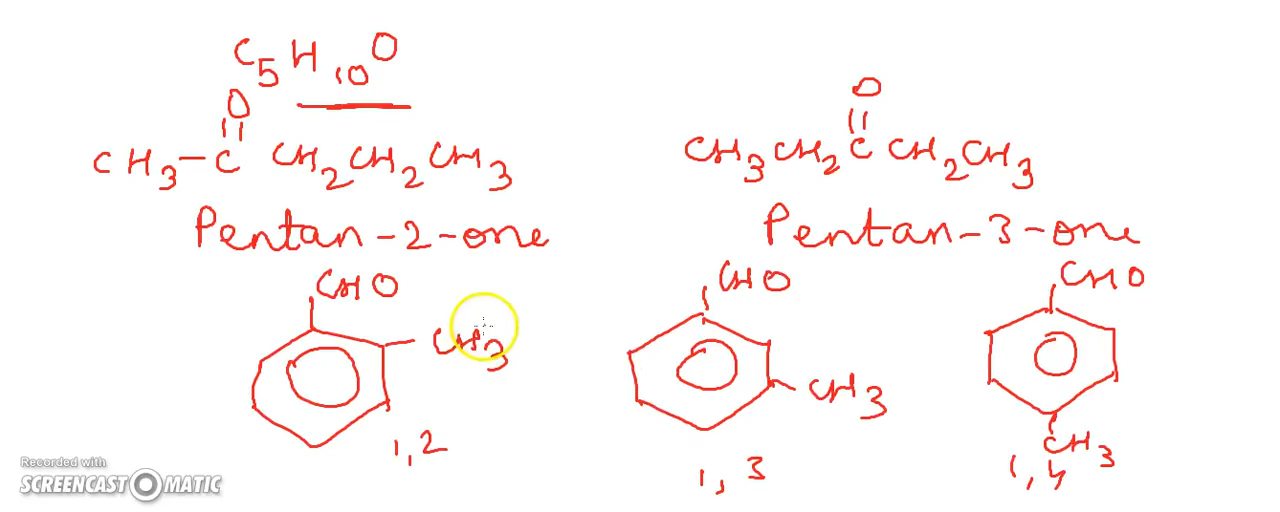 C5H10O
O
CH3-C CH2CH2CH3
Pentan-2-one
O
CH3CH2 C CH2CH3
Pentan-3-one
CHO
CH3
1,2
CHO
CH3
1,3
CHO
CH3
1,4
Recorded with
SCREENCAST-O-MATIC